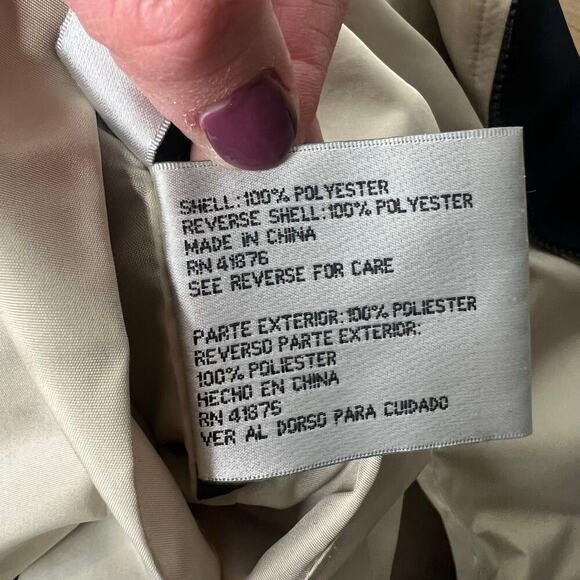 SHELL:100% POLYESTER
REVERSE SHELL:100% POLYESTER
MADE IN CHINA
RN 41876
SEE REVERSE FOR CARE
PARTE EXTERIOR:100% POLIESTER
REVERSO PARTE EXTERIOR:
100% POLIESTER
HECHO EN CHINA
RN 41876
VER AL DORSO PARA CUIDADO